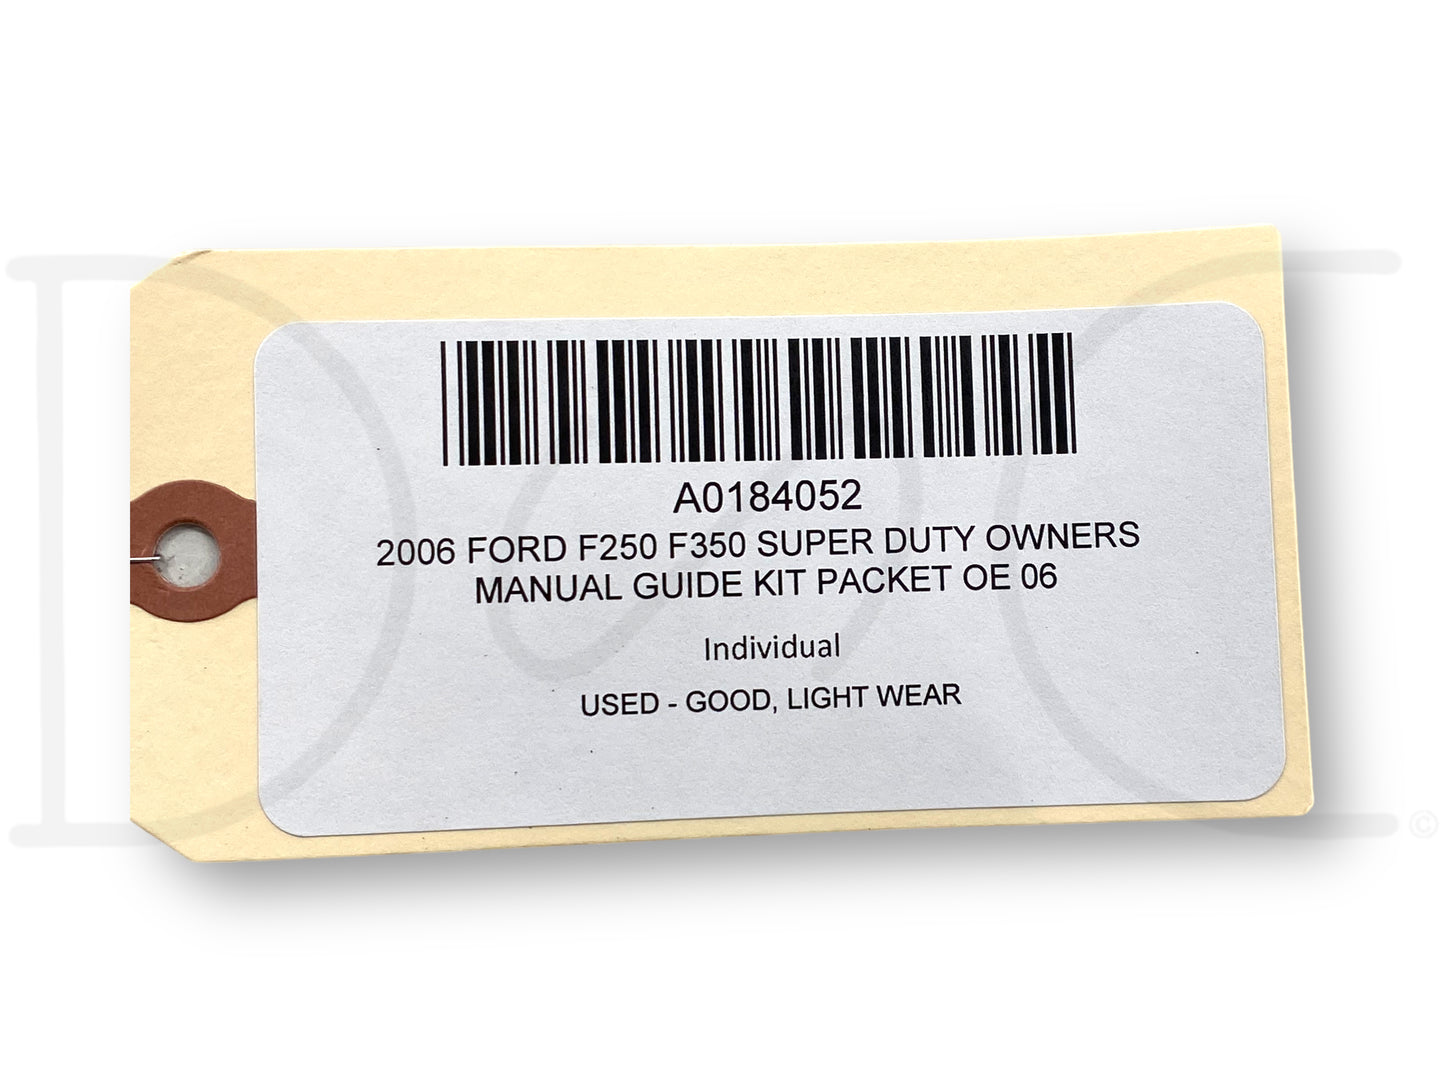 A0184052
2006 FORD F250 F350 SUPER DUTY OWNERS
MANUAL GUIDE KIT PACKET OE 06
Individual
USED - GOOD, LIGHT WEAR
©